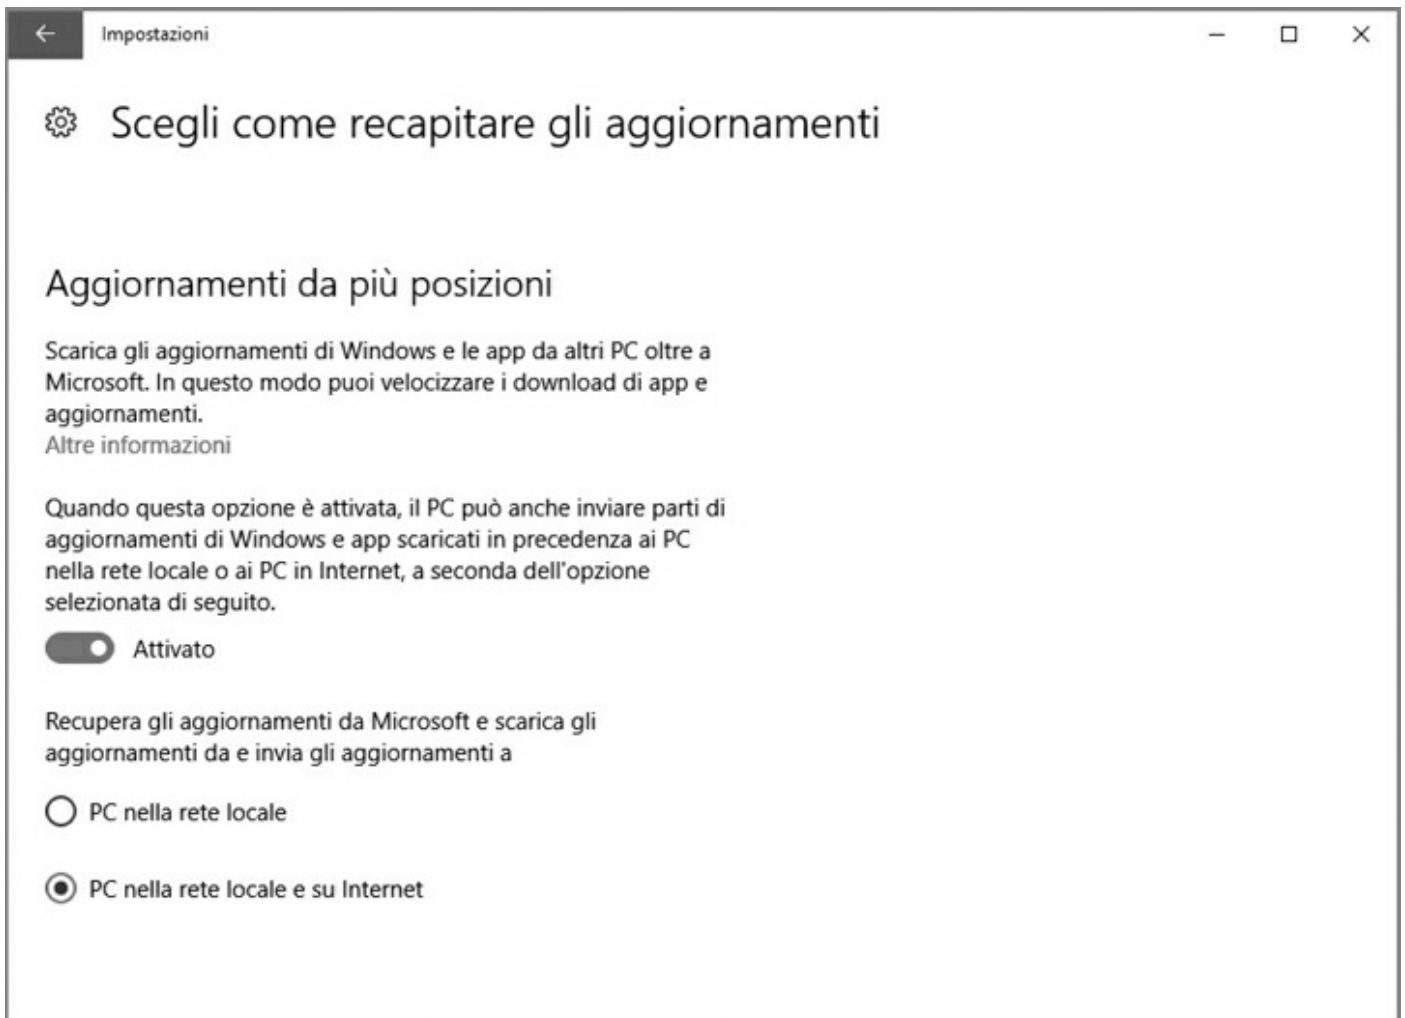 Impostazioni
Scegli come recapitare gli aggiornamenti
Aggiornamenti da più posizioni
Scarica gli aggiornamenti di Windows e le app da altri PC oltre a
Microsoft. In questo modo puoi velocizzare i download di app e
aggiornamenti.
Altre informazioni
Quando questa opzione è attivata, il PC può anche inviare parti di
aggiornamenti di Windows e app scaricati in precedenza ai PC
nella rete locale o ai PC in Internet, a seconda dell'opzione
selezionata di seguito.
Attivato
Recupera gli aggiornamenti da Microsoft e scarica gli
aggiornamenti da e invia gli aggiornamenti a
PC nella rete locale
PC nella rete locale e su Internet